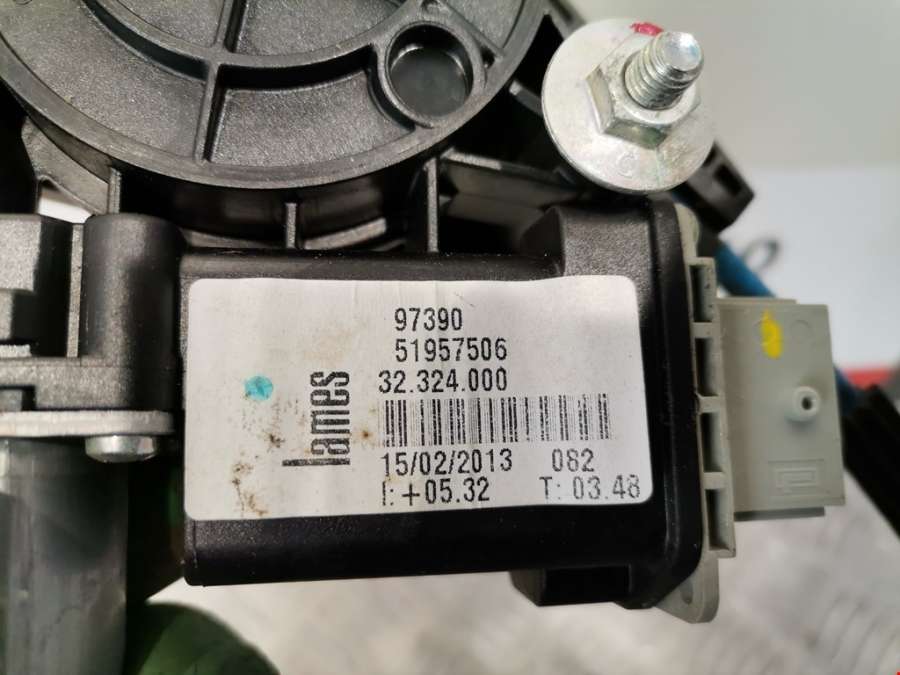 97390
51957506
32.324.000
lames
15/02/2013 082
I:+05.32 T: 03.48